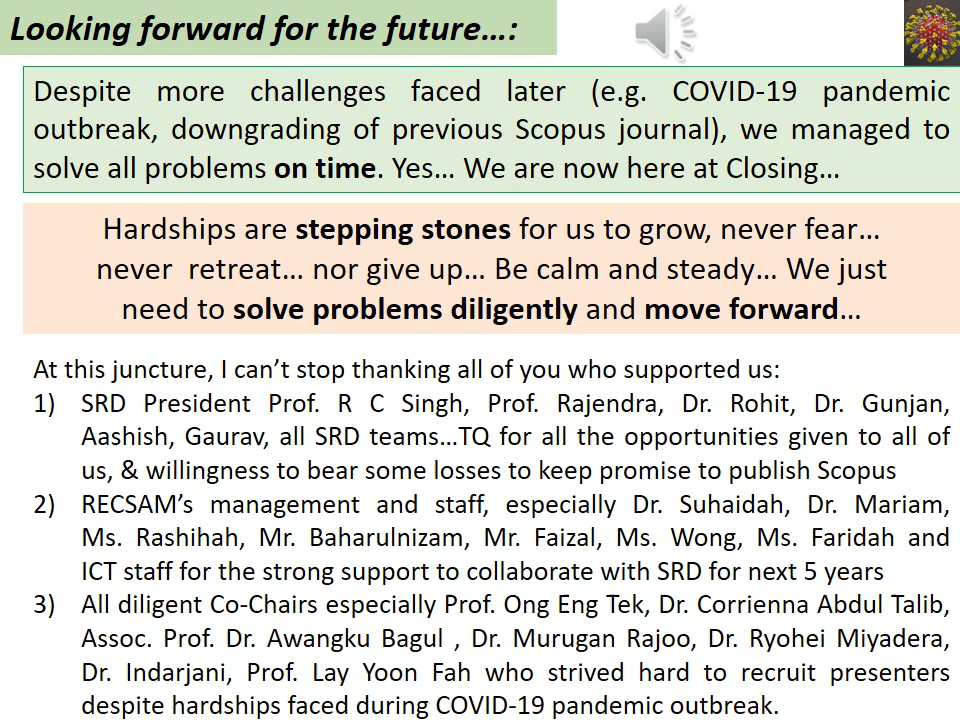 Looking forward for the future…:
Despite more challenges faced later (e.g. COVID-19 pandemic
outbreak, downgrading of previous Scopus journal), we managed to
solve all problems on time. Yes… We are now here at Closing…
Hardships are stepping stones for us to grow, never fear…
never retreat… nor give up… Be calm and steady… We just
need to solve problems diligently and move forward…
At this juncture, I can’t stop thanking all of you who supported us:
1) SRD President Prof. R C Singh, Prof. Rajendra, Dr. Rohit, Dr. Gunjan,
Aashish, Gaurav, all SRD teams…TQ for all the opportunities given to all of
us, & willingness to bear some losses to keep promise to publish Scopus
2) RECSAM’s management and staff, especially Dr. Suhaidah, Dr. Mariam,
Ms. Rashihah, Mr. Baharulnizam, Mr. Faizal, Ms. Wong, Ms. Faridah and
ICT staff for the strong support to collaborate with SRD for next 5 years
3) All diligent Co-Chairs especially Prof. Ong Eng Tek, Dr. Corrienna Abdul Talib,
Assoc. Prof. Dr. Awangku Bagul , Dr. Murugan Rajoo, Dr. Ryohei Miyadera,
Dr. Indarjani, Prof. Lay Yoon Fah who strived hard to recruit presenters
despite hardships faced during COVID-19 pandemic outbreak.